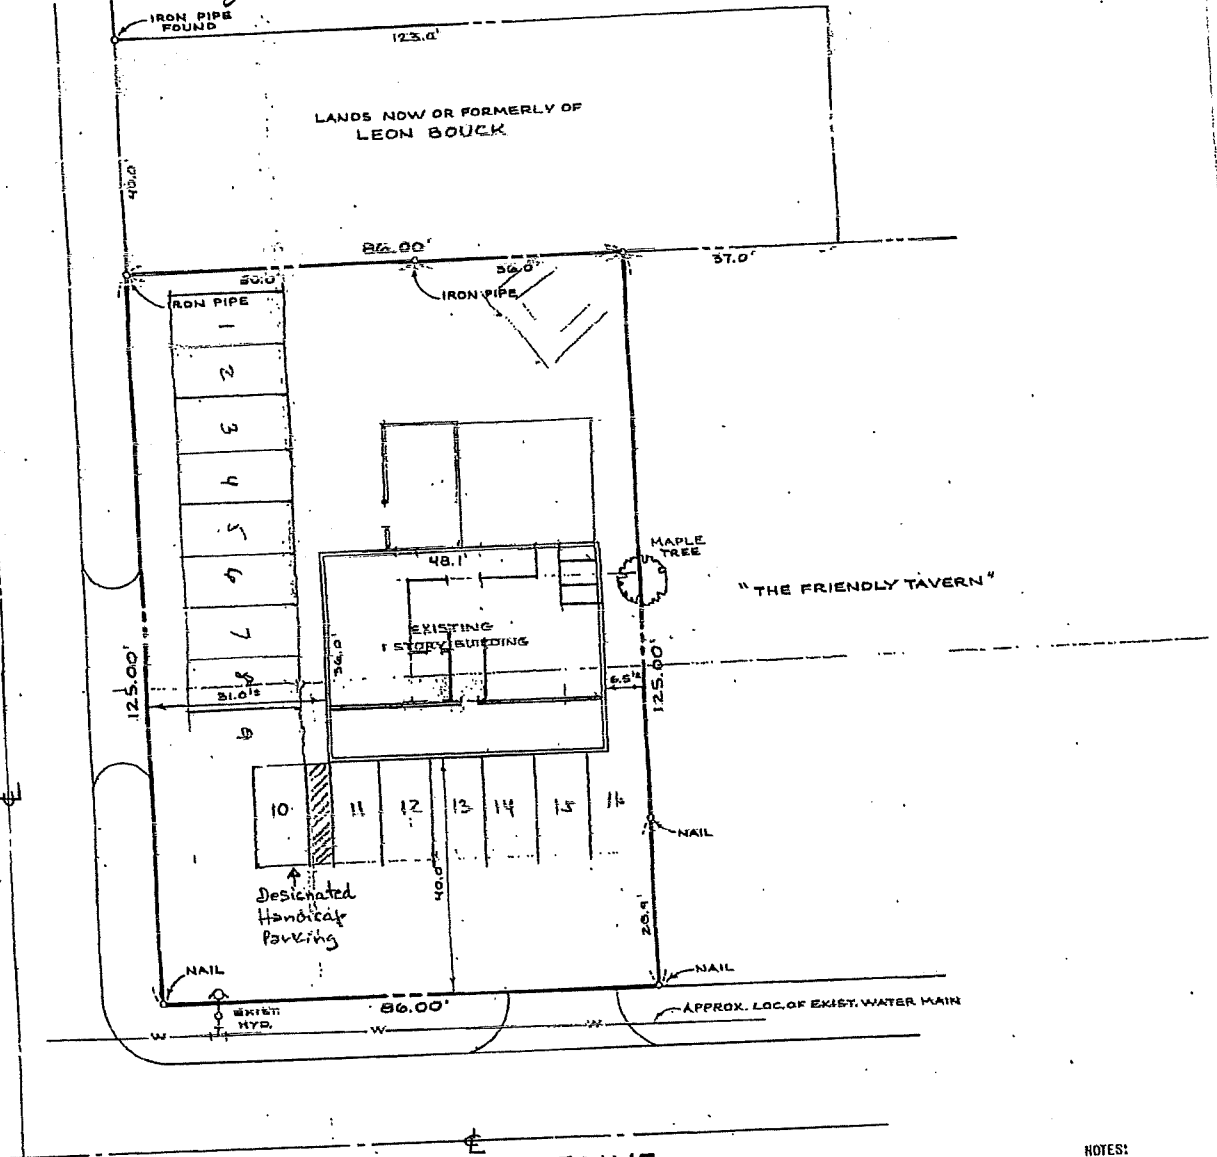 IRON PIPE
FOUND
123.0'
LANDS NOW OR FORMERLY OF
LEON BOUCK
40.0'
86.00'
50.0'
36.0'
37.0'
IRON PIPE
IRON PIPE
1
2
3
4
5
6
7
8
9
48.1'
MAPLE
TREE
"THE FRIENDLY TAVERN"
EXISTING
1 STORY BUILDING
36.0'
31.0'±
6.5'±
125.00'
125.00'
10
11
12
13
14
15
16
NAIL
40.0'
28.9'
Designated
Handicap
Parking
NAIL
NAIL
86.00'
EXIST.
HYD.
APPROX. LOC. OF EXIST. WATER MAIN
W
W
W
NOTES: